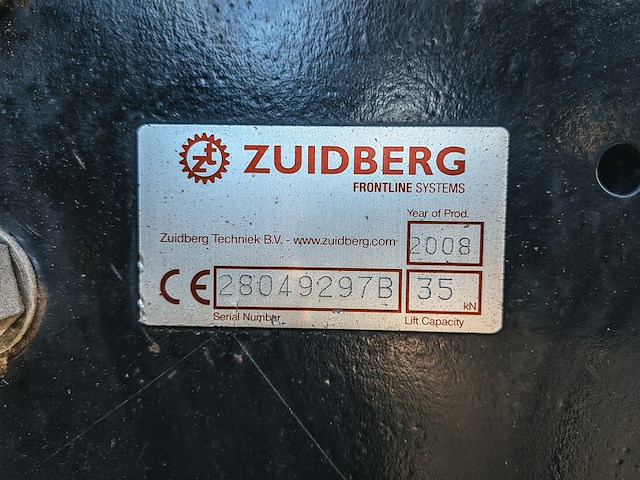 zt ZUIDBERG
FRONTLINE SYSTEMS
Year of Prod.
Zuidberg Techniek B.V. - www.zuidberg.com
2008
CE 28049297B 35 kN
Serial Number Lift Capacity